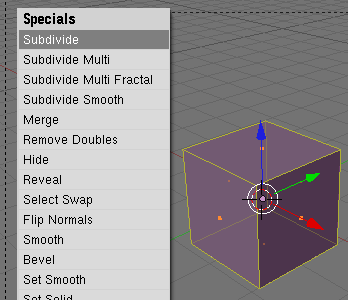 Specials
Subdivide
Subdivide Multi
Subdivide Multi Fractal
Subdivide Smooth
Merge
Remove Doubles
Hide
Reveal
Select Swap
Flip Normals
Smooth
Bevel
Set Smooth
Set Solid